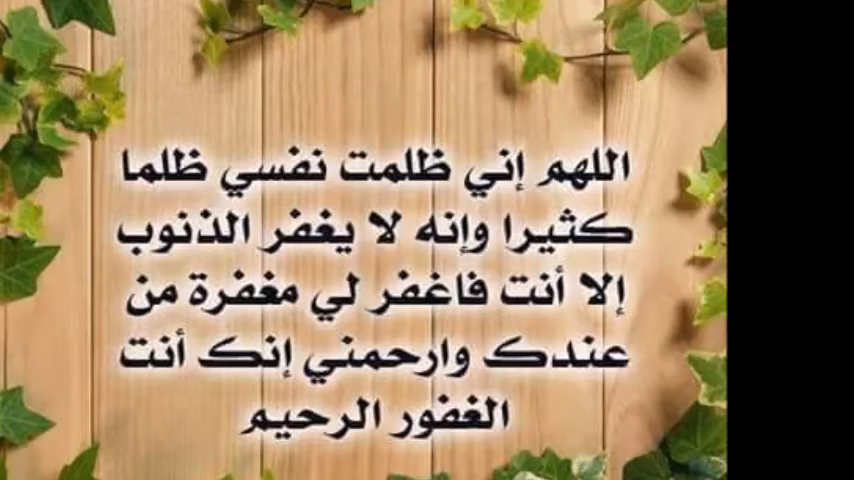 اللهم إني ظلمت نفسي ظلما
كثيرا وإنه لا يغفر الذنوب
إلا أنت فاغفر لي مغفرة من
عندك وارحمني إنك أنت
الغفور الرحيم